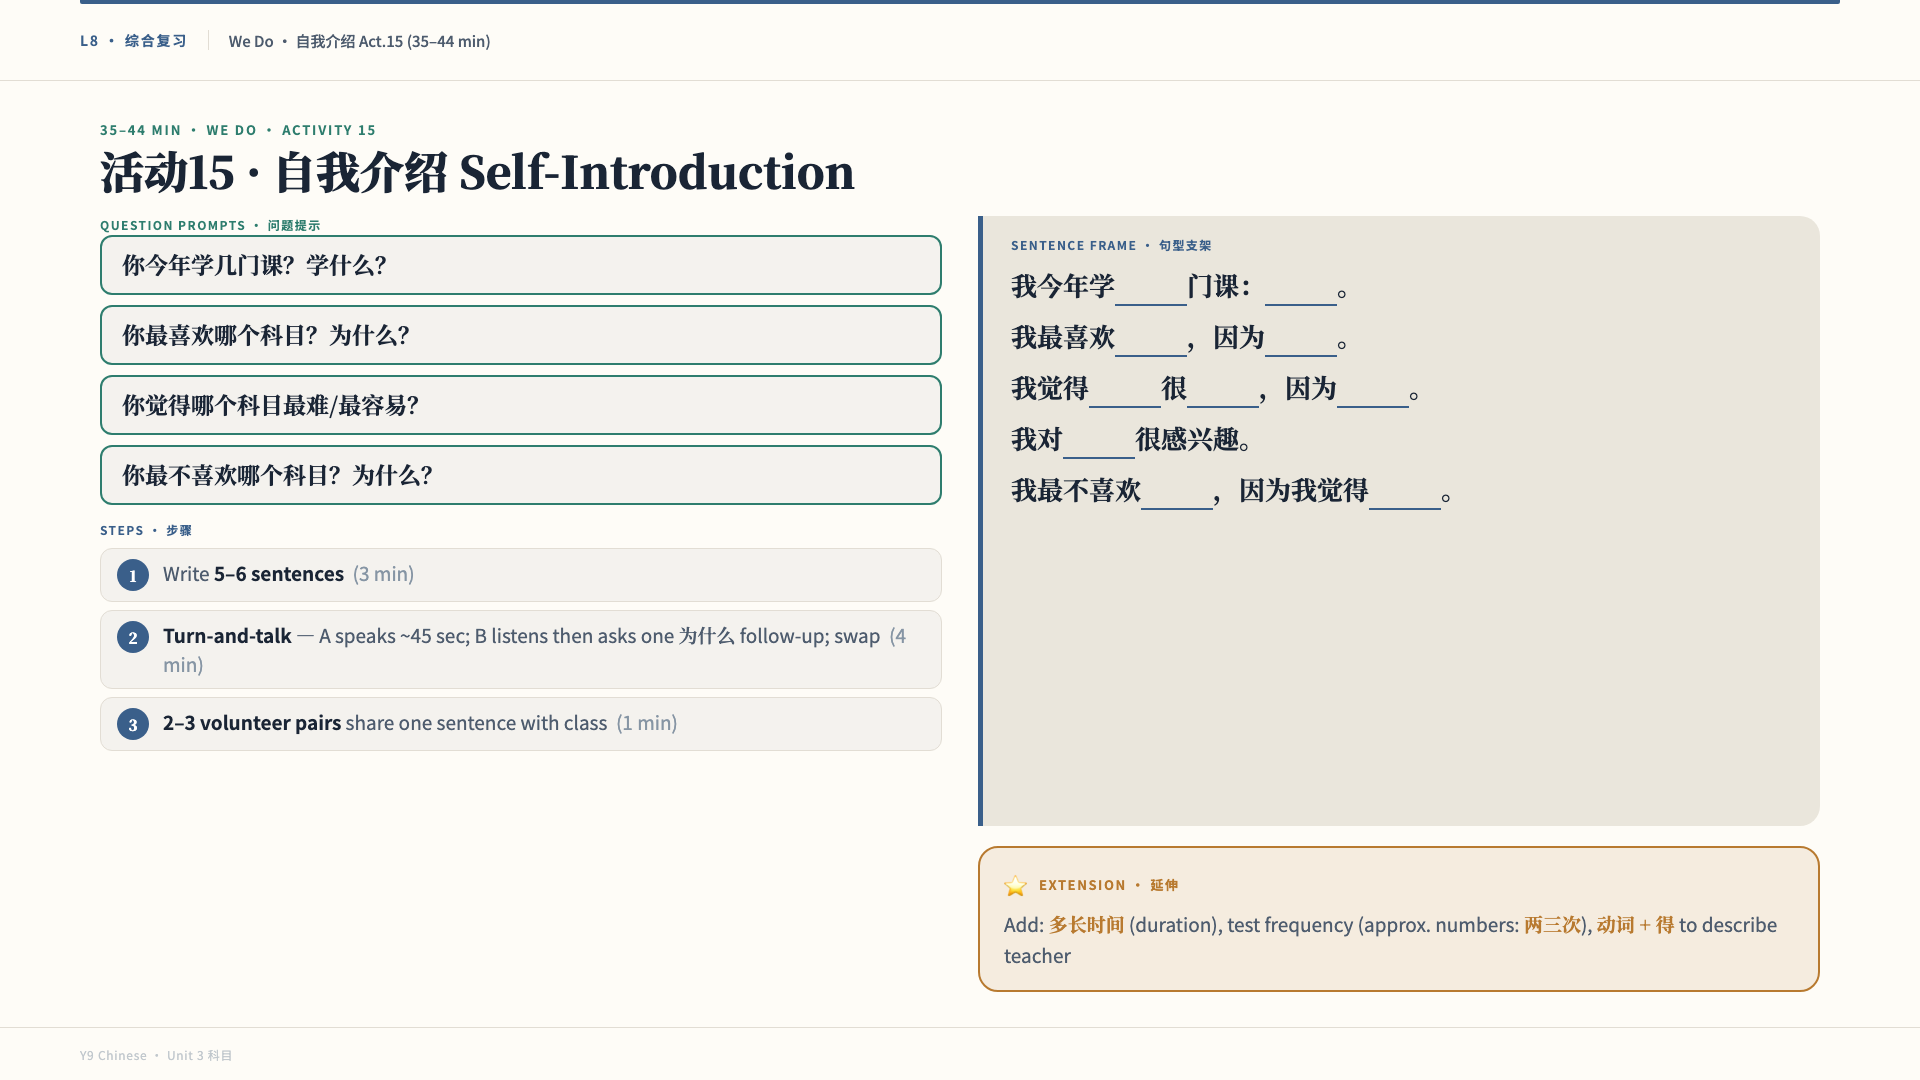 L8 • 综合复习
We Do • 自我介绍 Act.15 (35–44 min)
35–44 MIN • WE DO • ACTIVITY 15
活动15 · 自我介绍 Self-Introduction
QUESTION PROMPTS • 问题提示
你今年学几门课？学什么？
你最喜欢哪个科目？为什么？
你觉得哪个科目最难/最容易？
你最不喜欢哪个科目？为什么？
STEPS • 步骤
1 Write 5–6 sentences (3 min)
2 Turn-and-talk — A speaks ~45 sec; B listens then asks one 为什么 follow-up; swap (4
min)
3 2–3 volunteer pairs share one sentence with class (1 min)
SENTENCE FRAME • 句型支架
我今年学_____门课：_____。
我最喜欢_____，因为_____。
我觉得_____很_____，因为_____。
我对_____很感兴趣。
我最不喜欢_____，因为我觉得_____。
⭐ EXTENSION • 延伸
Add: 多长时间 (duration), test frequency (approx. numbers: 两三次), 动词 + 得 to describe
teacher
Y9 Chinese • Unit 3 科目